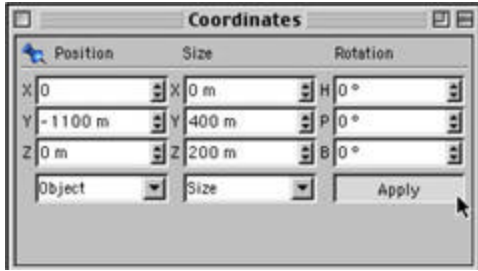 Coordinates
Position Size Rotation
X 0 X 0 m H 0 °
Y -1100 m Y 400 m P 0 °
Z 0 m Z 200 m B 0 °
Object Size Apply